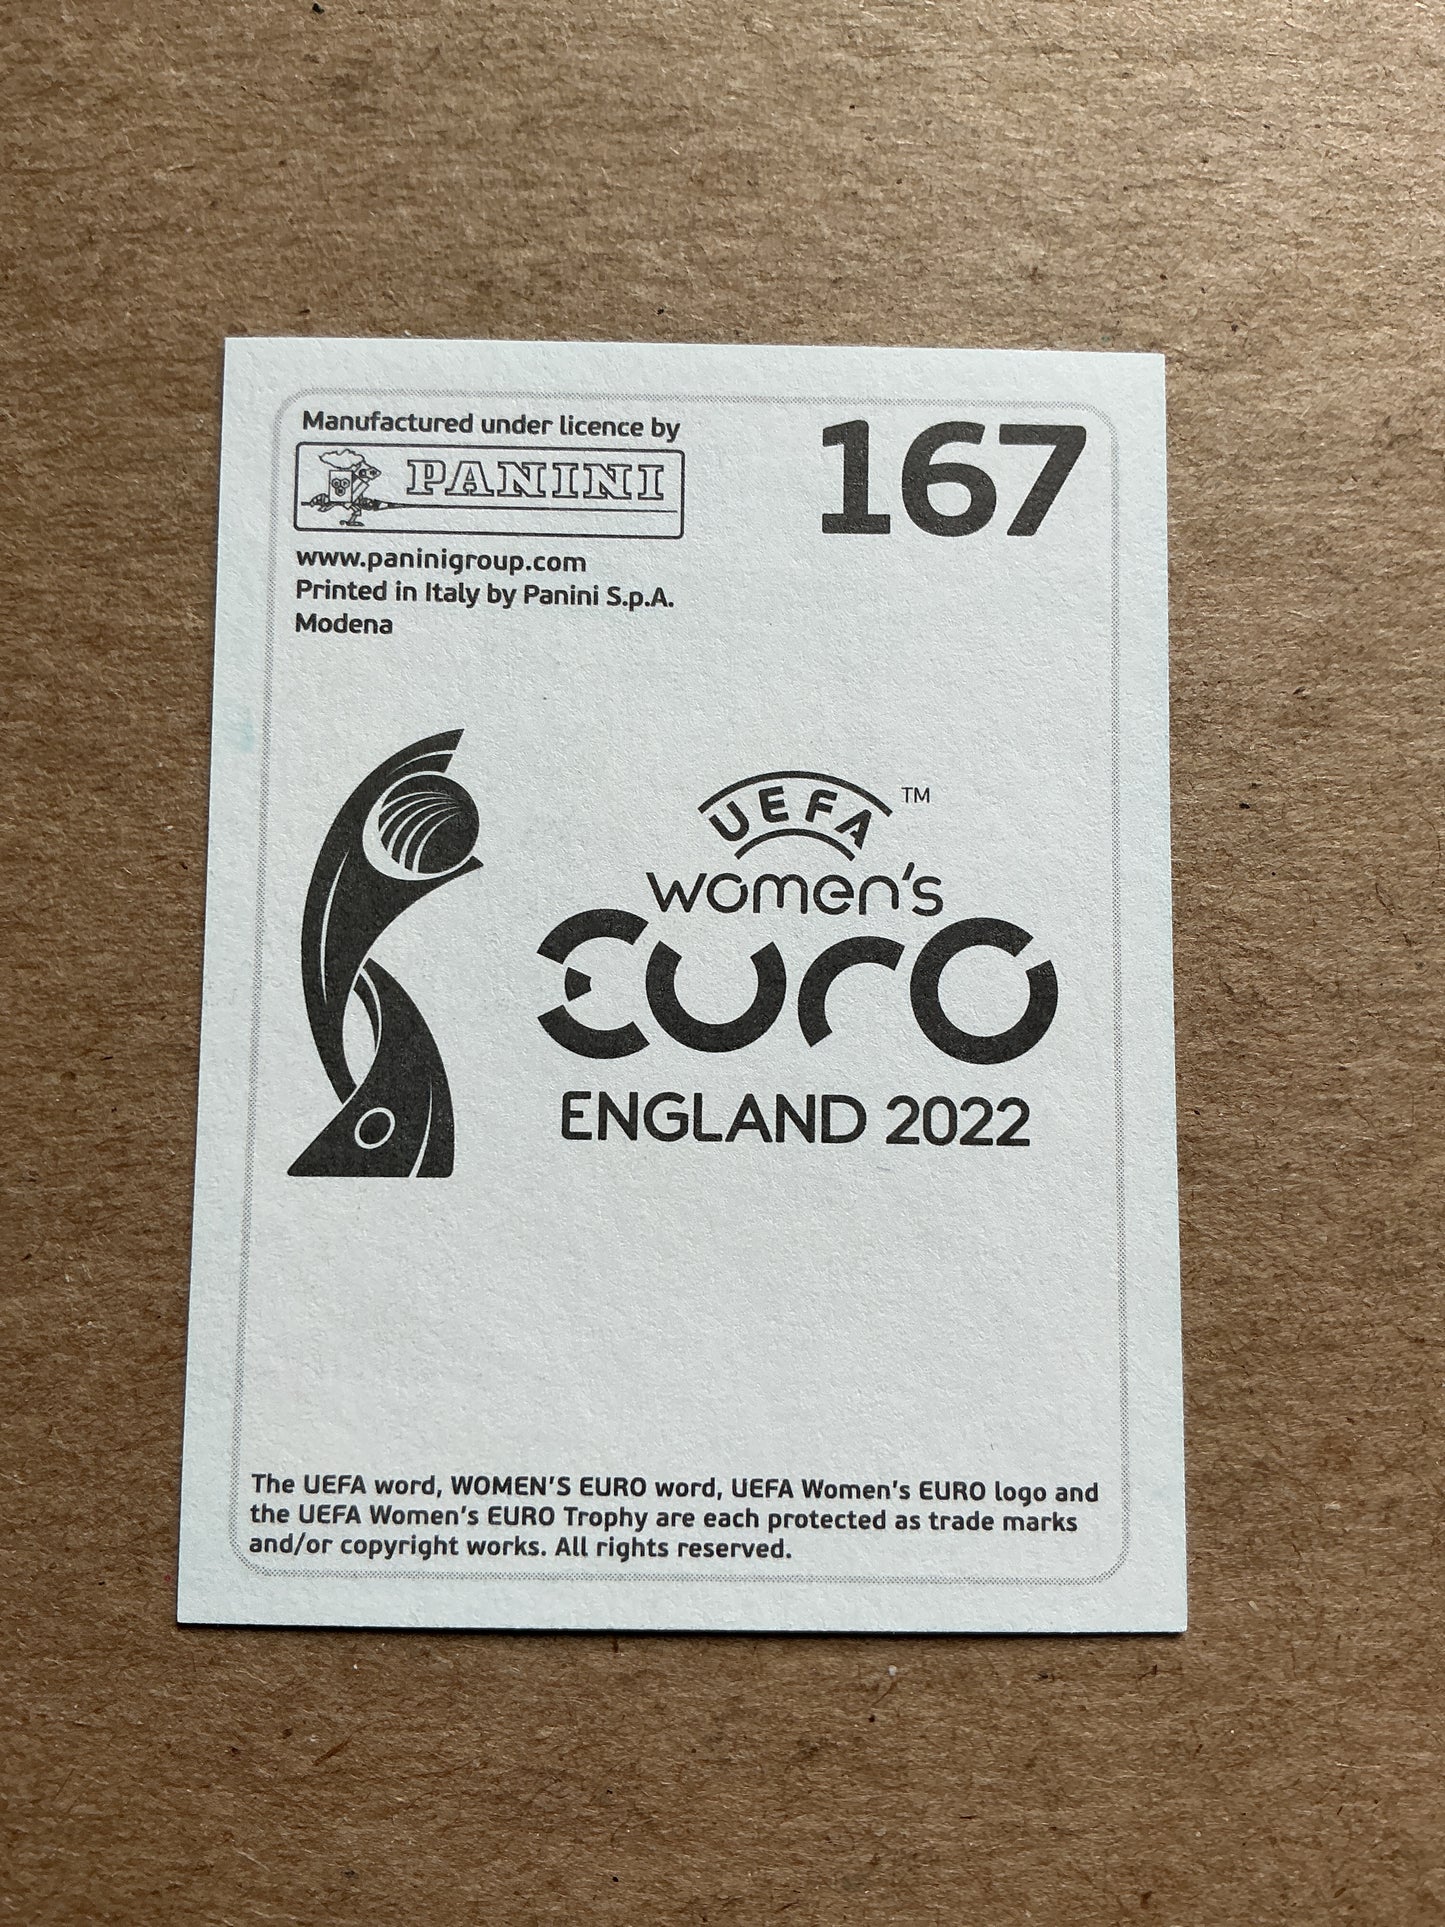 Manufactured under licence by
167
PANINI
www.paninigroup.com
Printed in Italy by Panini S.p.A.
Modena
UEFA TM
women's
EURO
ENGLAND 2022
The UEFA word, WOMEN'S EURO word, UEFA Women's EURO logo and
the UEFA Women's EURO Trophy are each protected as trade marks
and/or copyright works. All rights reserved.